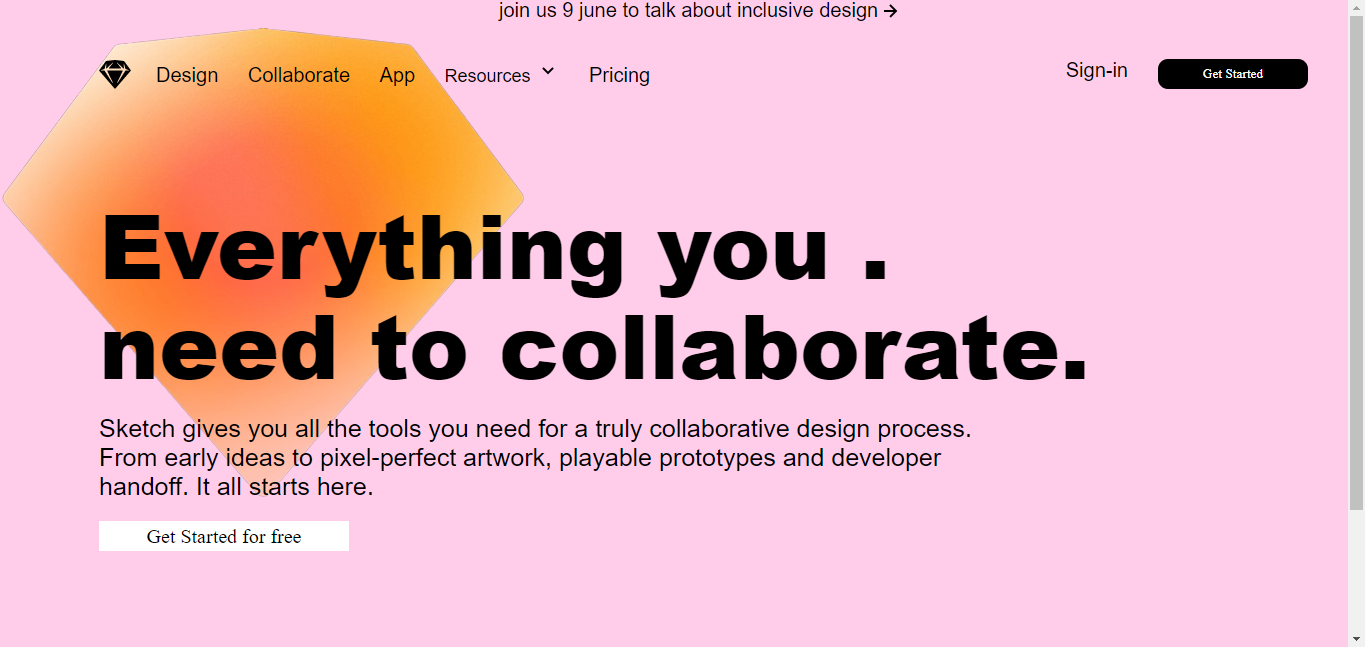 join us 9 june to talk about inclusive design →
Design Collaborate App Resources Pricing Sign-in Get Started
Everything you .
need to collaborate.
Sketch gives you all the tools you need for a truly collaborative design process.
From early ideas to pixel-perfect artwork, playable prototypes and developer
handoff. It all starts here.
Get Started for free